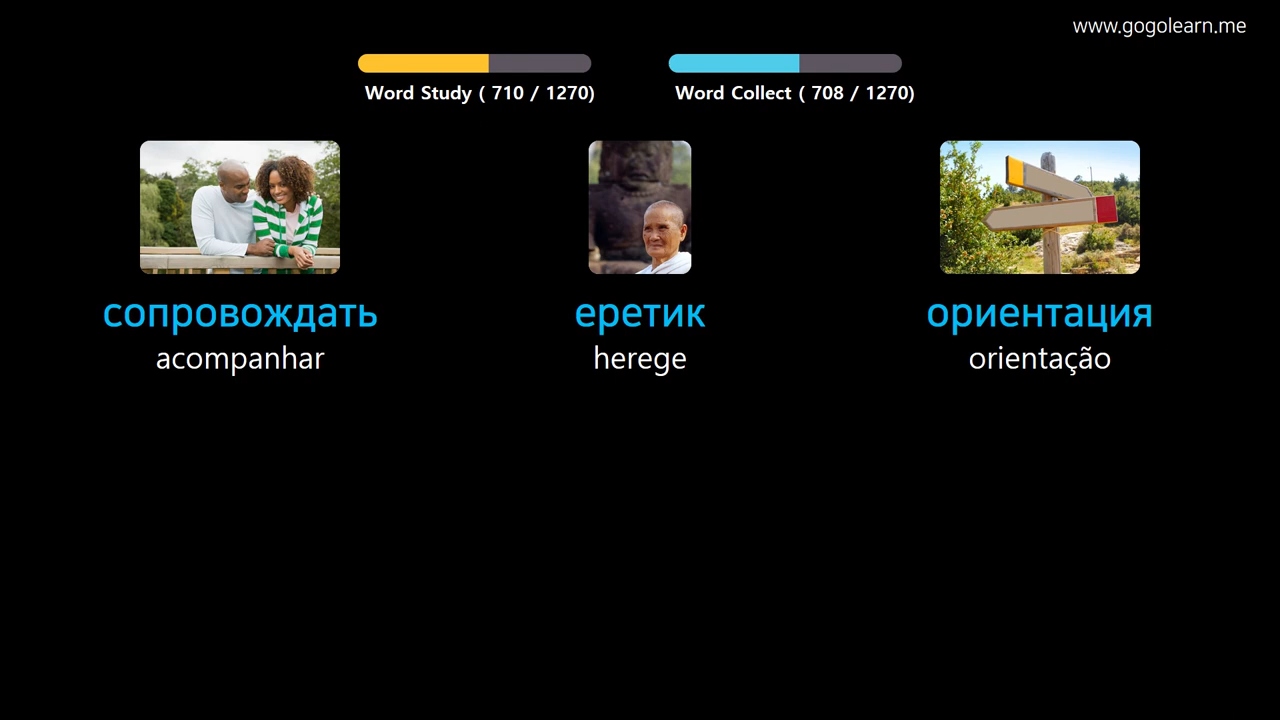 www.gogolearn.me
Word Study ( 710 / 1270)
Word Collect ( 708 / 1270)
сопровождать
еретик
ориентация
acompanhar
herege
orientação